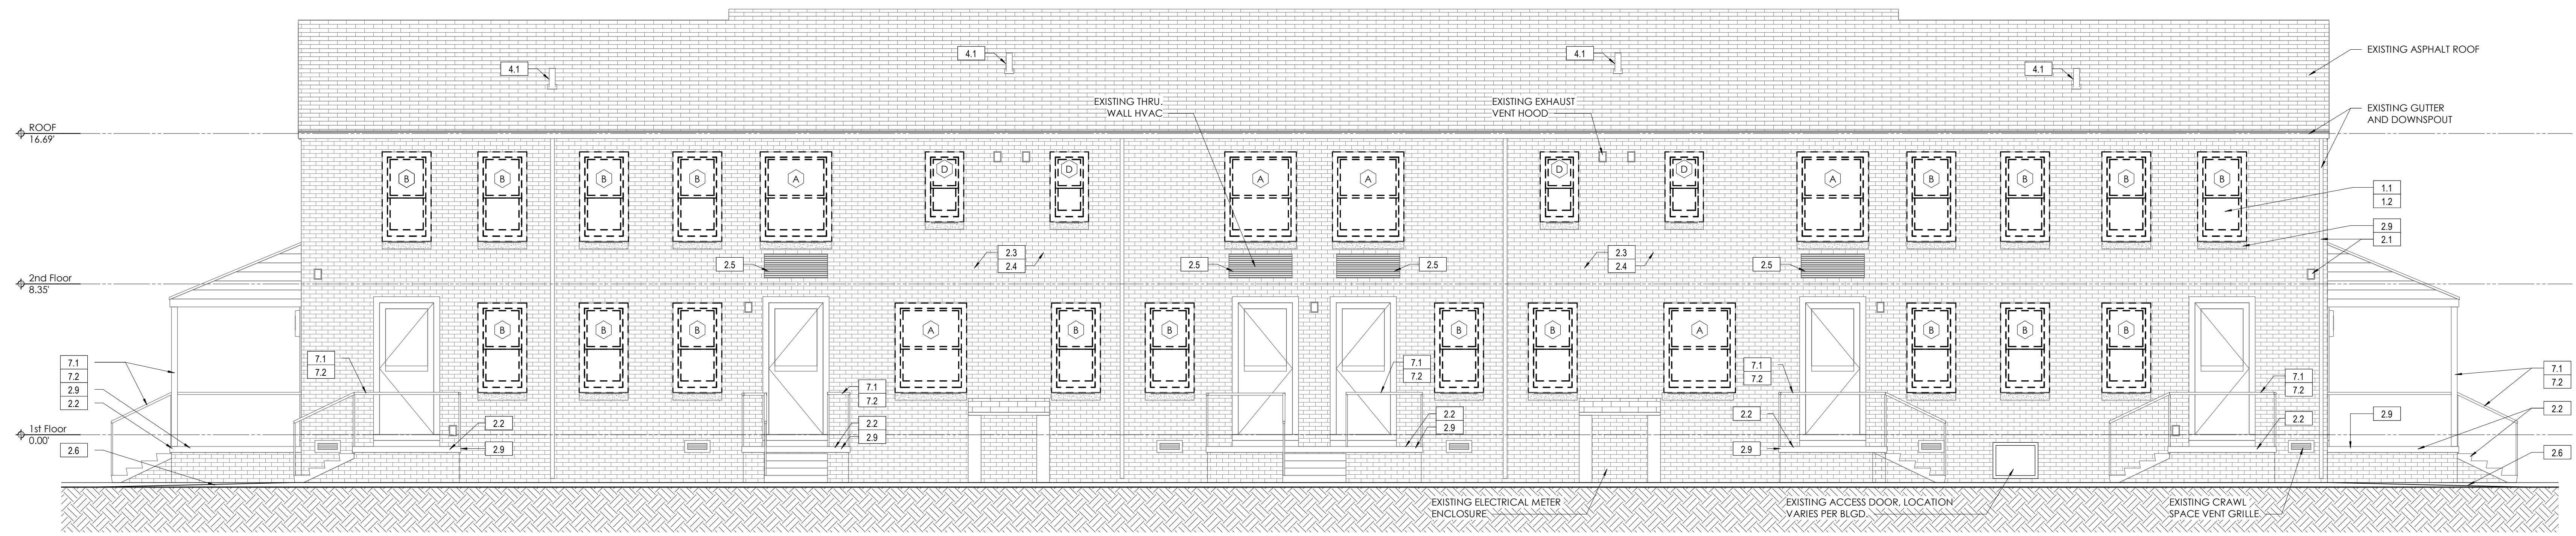 EXISTING ASPHALT ROOF
4.1
4.1
4.1
4.1
EXISTING THRU.
WALL HVAC
EXISTING EXHAUST
VENT HOOD
EXISTING GUTTER
AND DOWNSPOUT
ROOF
16.69'
B
B
B
B
A
D
D
A
A
D
D
A
B
B
B
B
1.1
1.2
2.9
2.1
2.3
2.4
2.3
2.4
2.5
2.5
2.5
2.5
2nd Floor
8.35'
B
B
B
A
B
B
B
B
A
B
B
B
7.1
7.2
2.9
2.2
7.1
7.2
7.1
7.2
7.1
7.2
7.1
7.2
7.1
7.2
7.1
7.2
2.2
2.9
2.2
2.9
2.2
2.9
2.2
2.9
2.2
2.9
2.2
1st Floor
0.00'
2.6
2.6
EXISTING ELECTRICAL METER
ENCLOSURE
EXISTING ACCESS DOOR. LOCATION
VARIES PER BLGD.
EXISTING CRAWL
SPACE VENT GRILLE